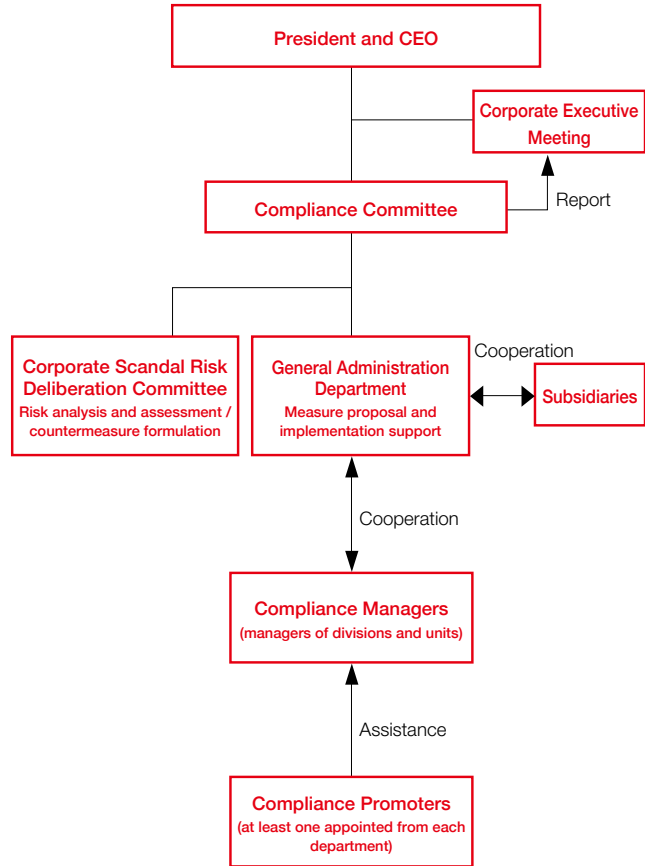 President and CEO
Corporate Executive
Meeting
Compliance Committee
Report
Corporate Scandal Risk
Deliberation Committee
Risk analysis and assessment /
countermeasure formulation
General Administration
Department
Measure proposal and
implementation support
Cooperation
Subsidiaries
Cooperation
Compliance Managers
(managers of divisions and units)
Assistance
Compliance Promoters
(at least one appointed from each
department)